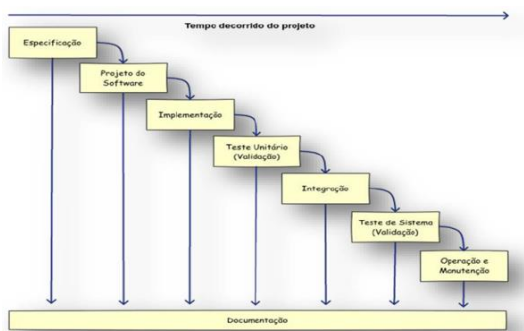 Tempo decorrido do projeto
Especificação
Projeto do
Software
Implementação
Teste Unitário
(Validação)
Integração
Teste de Sistema
(Validação)
Operação e
Manutenção
Documentação